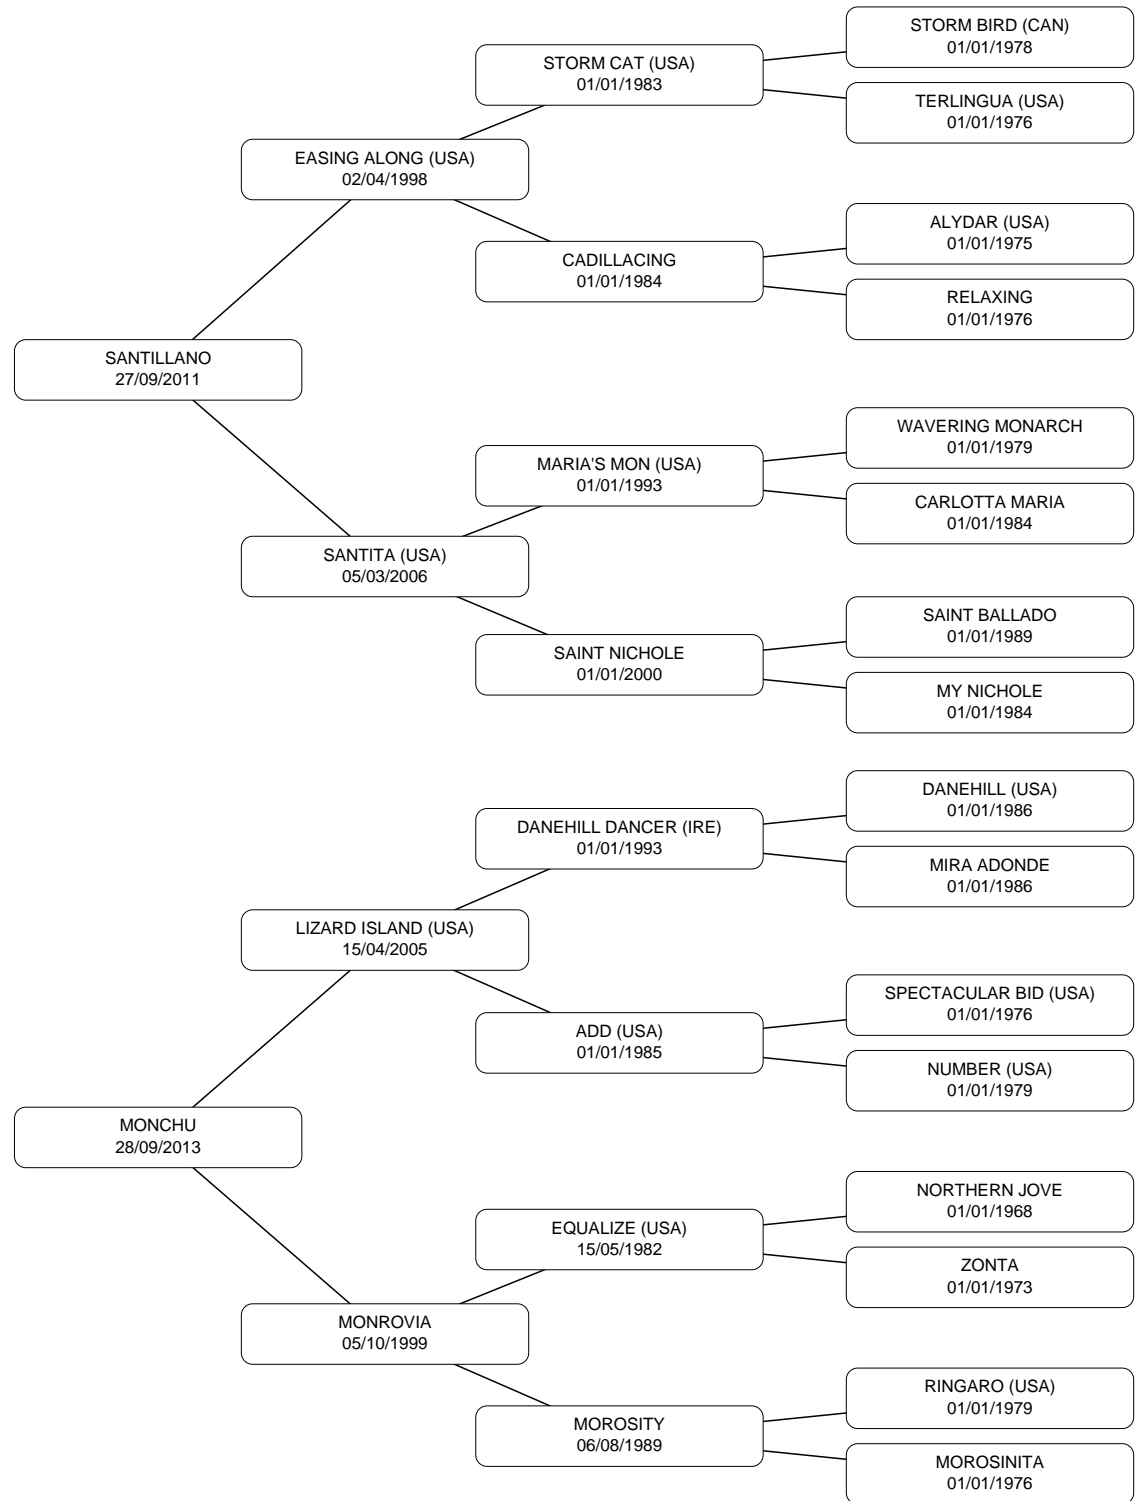 STORM BIRD (CAN)
01/01/1978
STORM CAT (USA)
01/01/1983
TERLINGUA (USA)
01/01/1976
EASING ALONG (USA)
02/04/1998
ALYDAR (USA)
01/01/1975
CADILLACING
01/01/1984
RELAXING
01/01/1976
SANTILLANO
27/09/2011
WAVERING MONARCH
01/01/1979
MARIA'S MON (USA)
01/01/1993
CARLOTTA MARIA
01/01/1984
SANTITA (USA)
05/03/2006
SAINT BALLADO
01/01/1989
SAINT NICHOLE
01/01/2000
MY NICHOLE
01/01/1984
DANEHILL (USA)
01/01/1986
DANEHILL DANCER (IRE)
01/01/1993
MIRA ADONDE
01/01/1986
LIZARD ISLAND (USA)
15/04/2005
SPECTACULAR BID (USA)
01/01/1976
ADD (USA)
01/01/1985
NUMBER (USA)
01/01/1979
MONCHU
28/09/2013
NORTHERN JOVE
01/01/1968
EQUALIZE (USA)
15/05/1982
ZONTA
01/01/1973
MONROVIA
05/10/1999
RINGARO (USA)
01/01/1979
MOROSITY
06/08/1989
MOROSINITA
01/01/1976